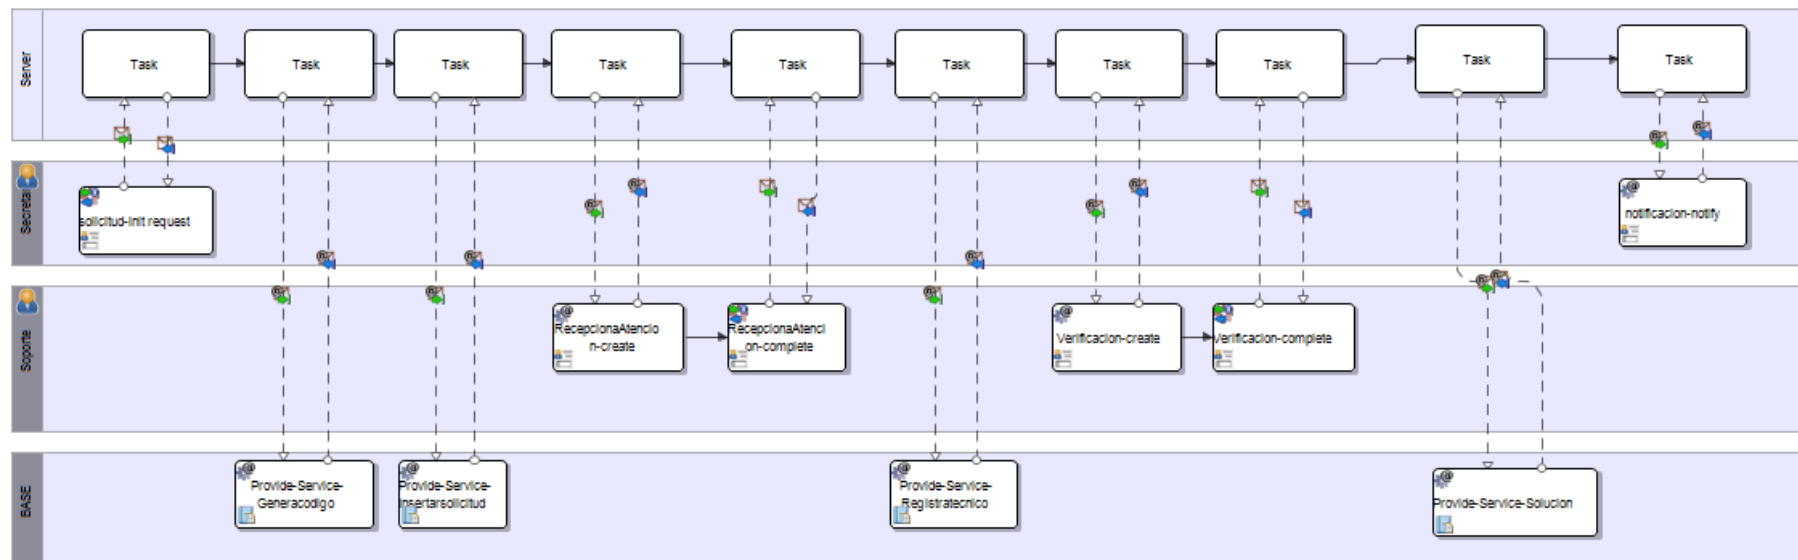 Server
Task
Task
Task
Task
Task
Task
Task
Task
Task
Task
solicitud-init request
notificacion-notify
Soporte
RecepcionaAtencio
n-create
RecepcionaAtenci
on-complete
Verificacion-create
Verificacion-complete
BASE
Provide-Service-
Generacodigo
Provide-Service-
Insertarsolicitud
Provide-Service-
Registratecnico
Provide-Service-Solucion